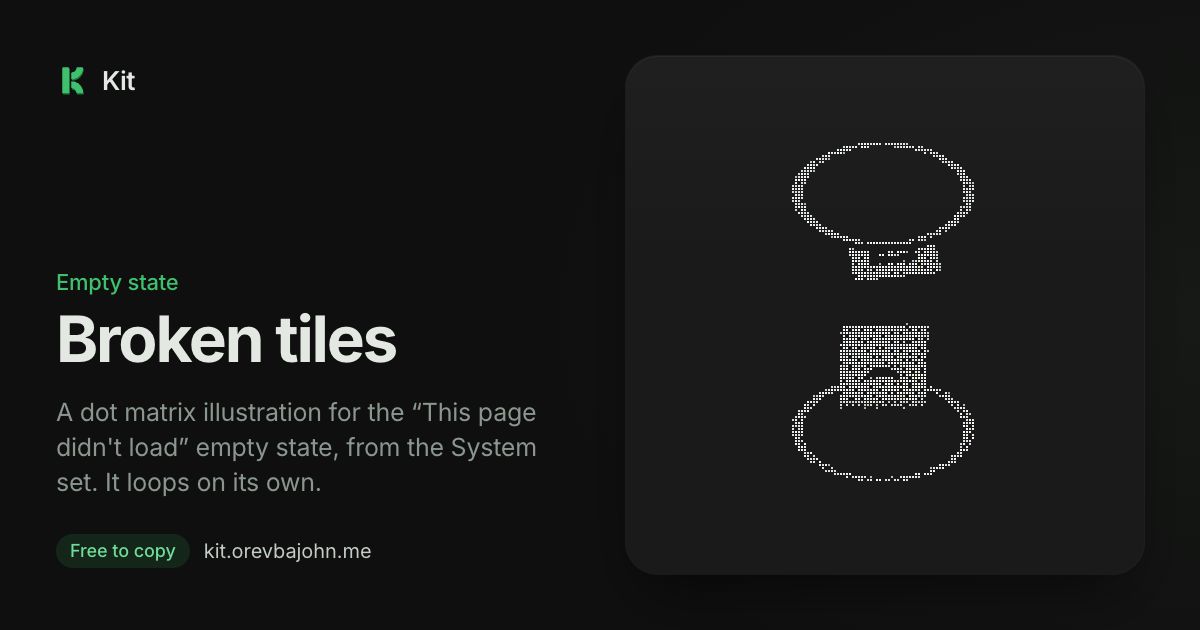 Kit
Empty state
Broken tiles
A dot matrix illustration for the “This page
didn't load” empty state, from the System
set. It loops on its own.
Free to copy
kit.orevbajohn.me